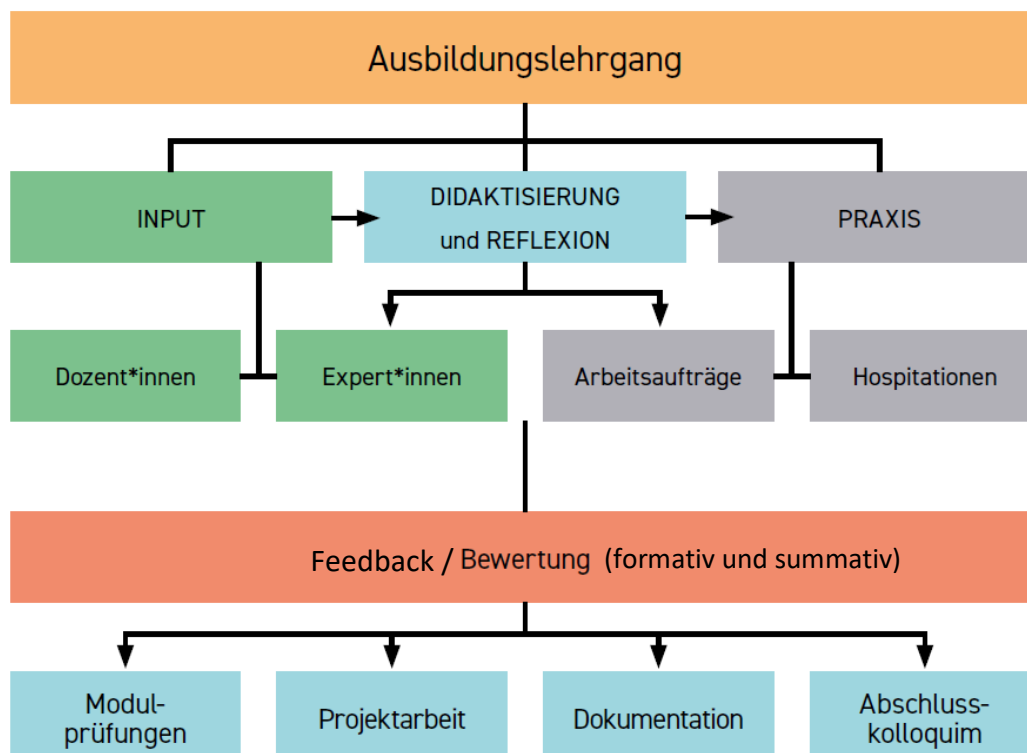 Ausbildungslehrgang
INPUT
DIDAKTISIERUNG
und REFLEXION
PRAXIS
Dozent*innen
Expert*innen
Arbeitsaufträge
Hospitationen
Feedback / Bewertung (formativ und summativ)
Modul-
prüfungen
Projektarbeit
Dokumentation
Abschluss-
kolloquim